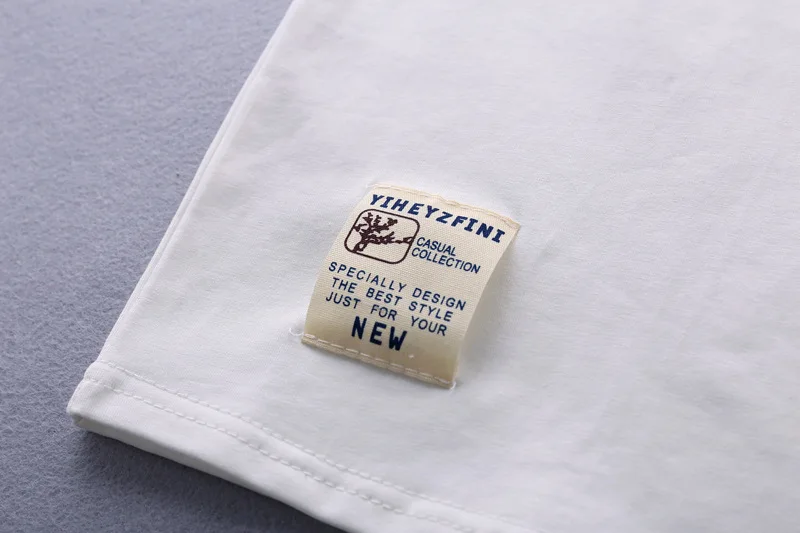 YIHEYzFINI
CASUAL
COLLECTION
SPECIALLY DESIGN
THE BEST STYLE
JUST FOR YOUR
NEW